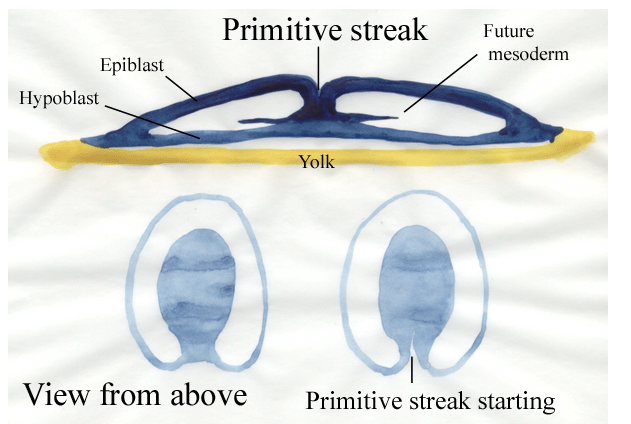 Primitive streak
Future
mesoderm
Epiblast
Hypoblast
Yolk
View from above
Primitive streak starting